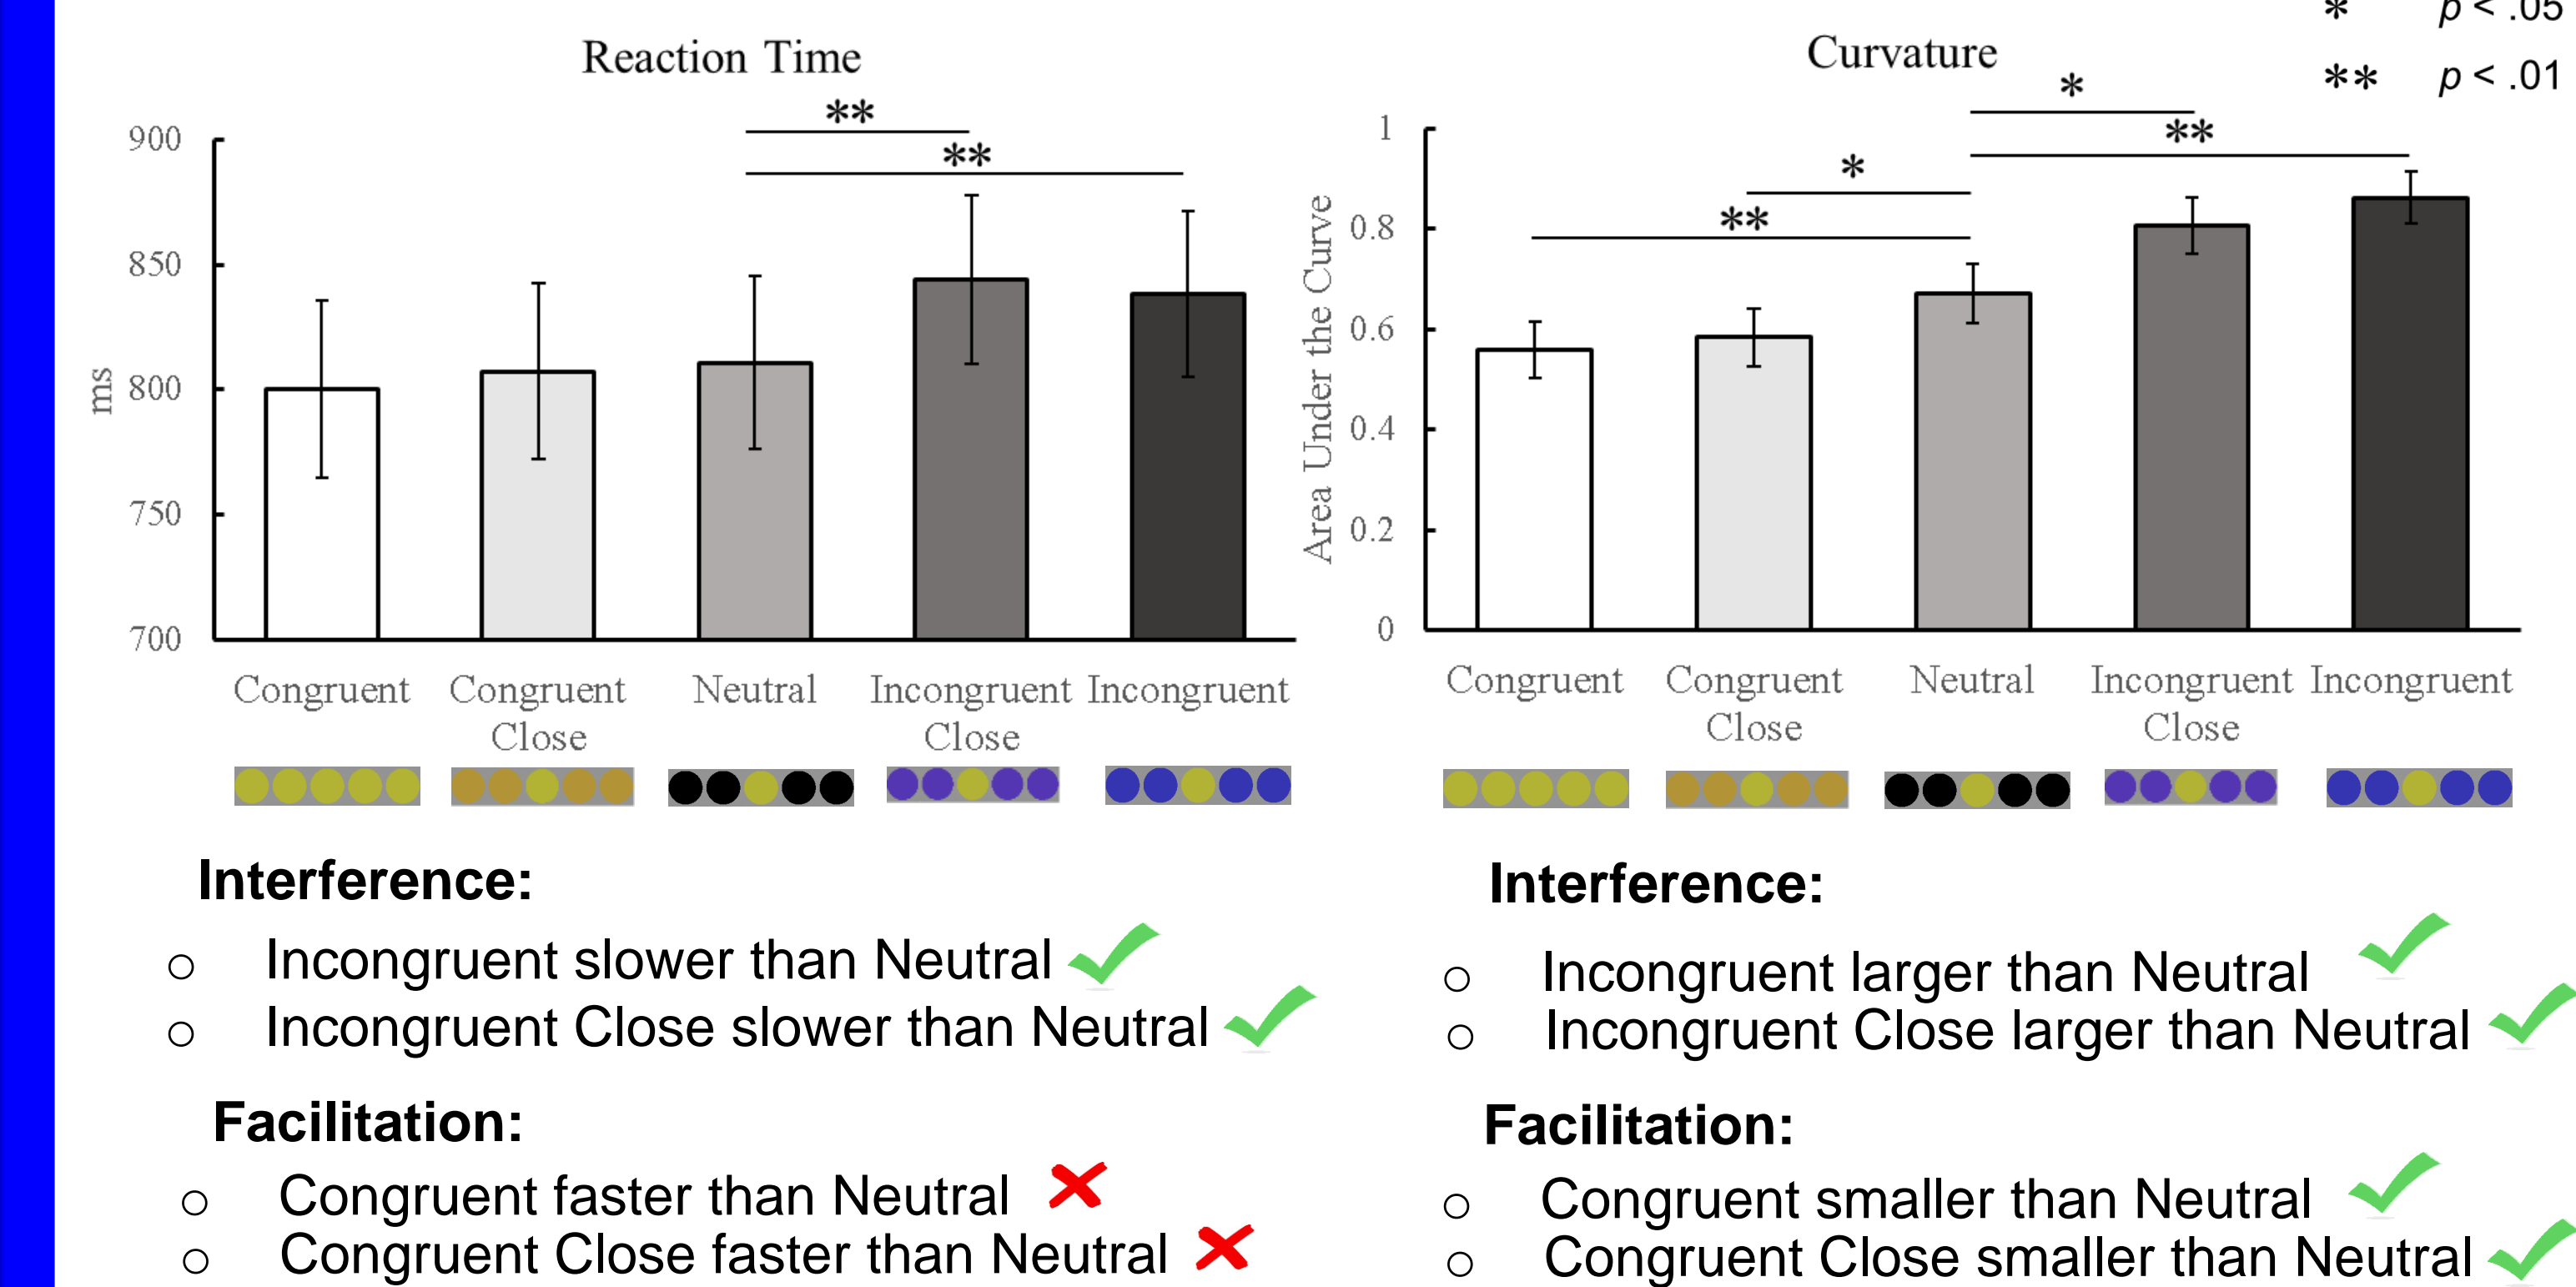 * p < .05
** p < .01
Reaction Time
**
**
900
850
800
750
700
ms
Congruent
Congruent Close
Neutral
Incongruent Close
Incongruent
Interference:
Incongruent slower than Neutral
Incongruent Close slower than Neutral
Facilitation:
Congruent faster than Neutral
Congruent Close faster than Neutral
Curvature
*
**
*
**
1
0.8
0.6
0.4
0.2
0
Area Under the Curve
Congruent
Congruent Close
Neutral
Incongruent Close
Incongruent
Interference:
Incongruent larger than Neutral
Incongruent Close larger than Neutral
Facilitation:
Congruent smaller than Neutral
Congruent Close smaller than Neutral